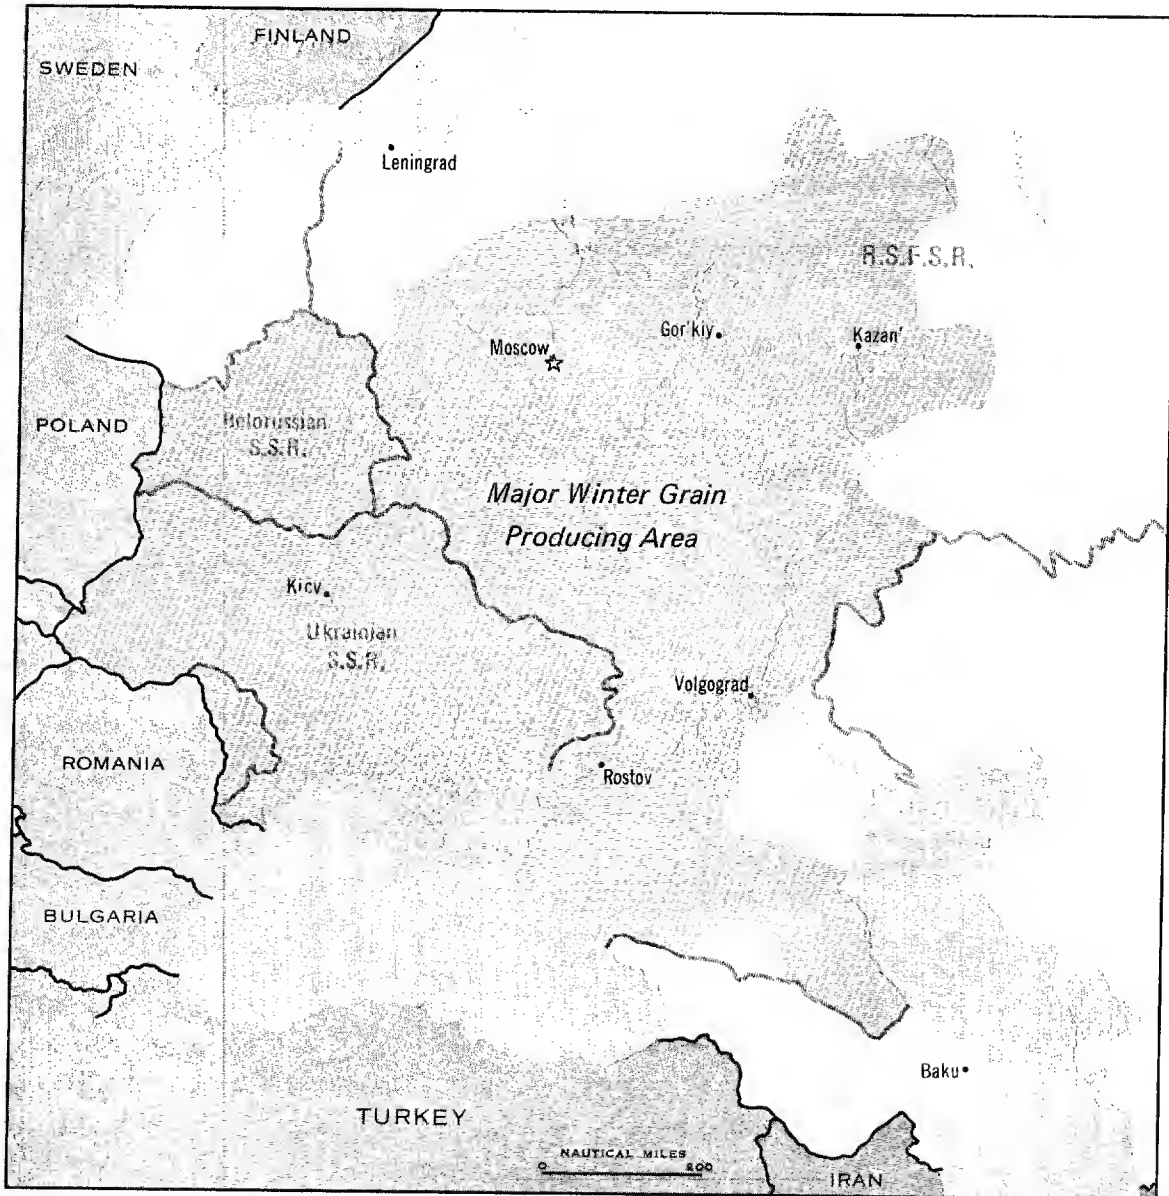 FINLAND
SWEDEN
Leningrad
R.S.F.S.R.
Gor'kiy
Kazan'
Moscow
POLAND
Belorussian
S.S.R.
Major Winter Grain
Producing Area
Kiev
Ukrainian
S.S.R.
Volgograd
ROMANIA
Rostov
BULGARIA
Baku
TURKEY
NAUTICAL MILES
0 200
IRAN